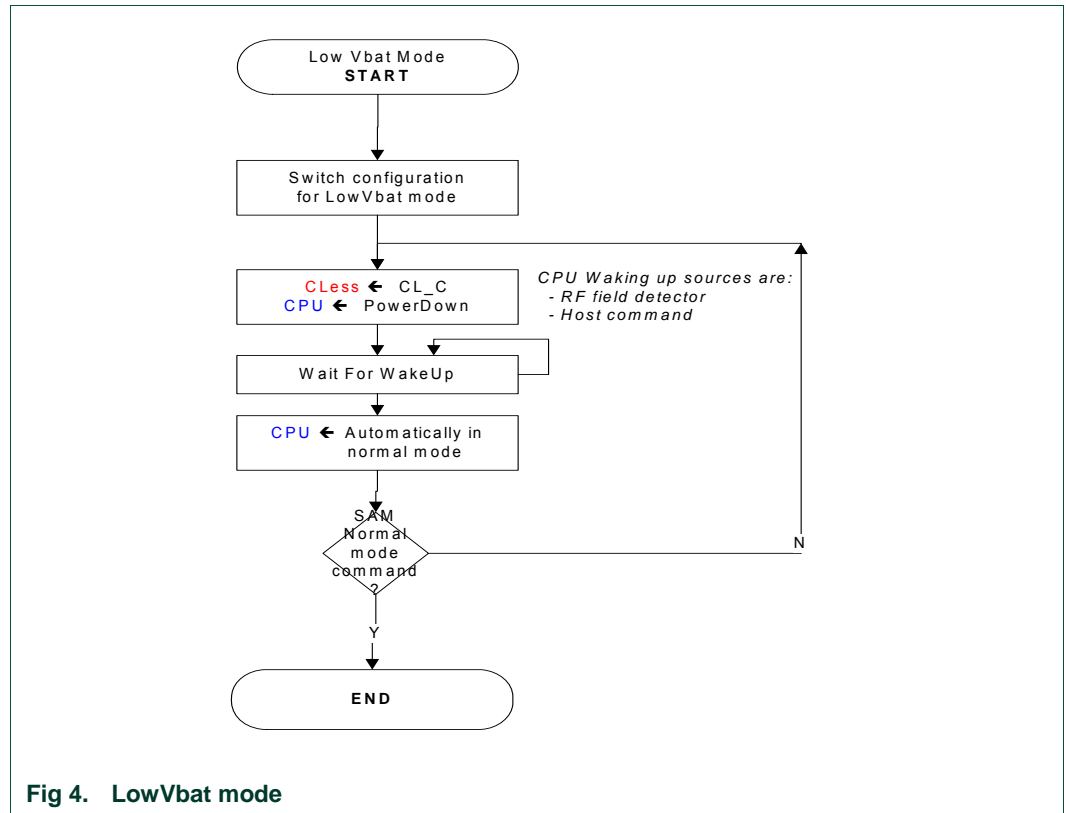 Low Vbat Mode
START
Switch configuration
for LowVbat mode
CLess ← CL_C
CPU ← PowerDown
CPU Waking up sources are:
- RF field detector
- Host command
Wait For WakeUp
CPU ← Automatically in
normal mode
SAM
Normal
mode
command
?
N
Y
END
Fig 4. LowVbat mode